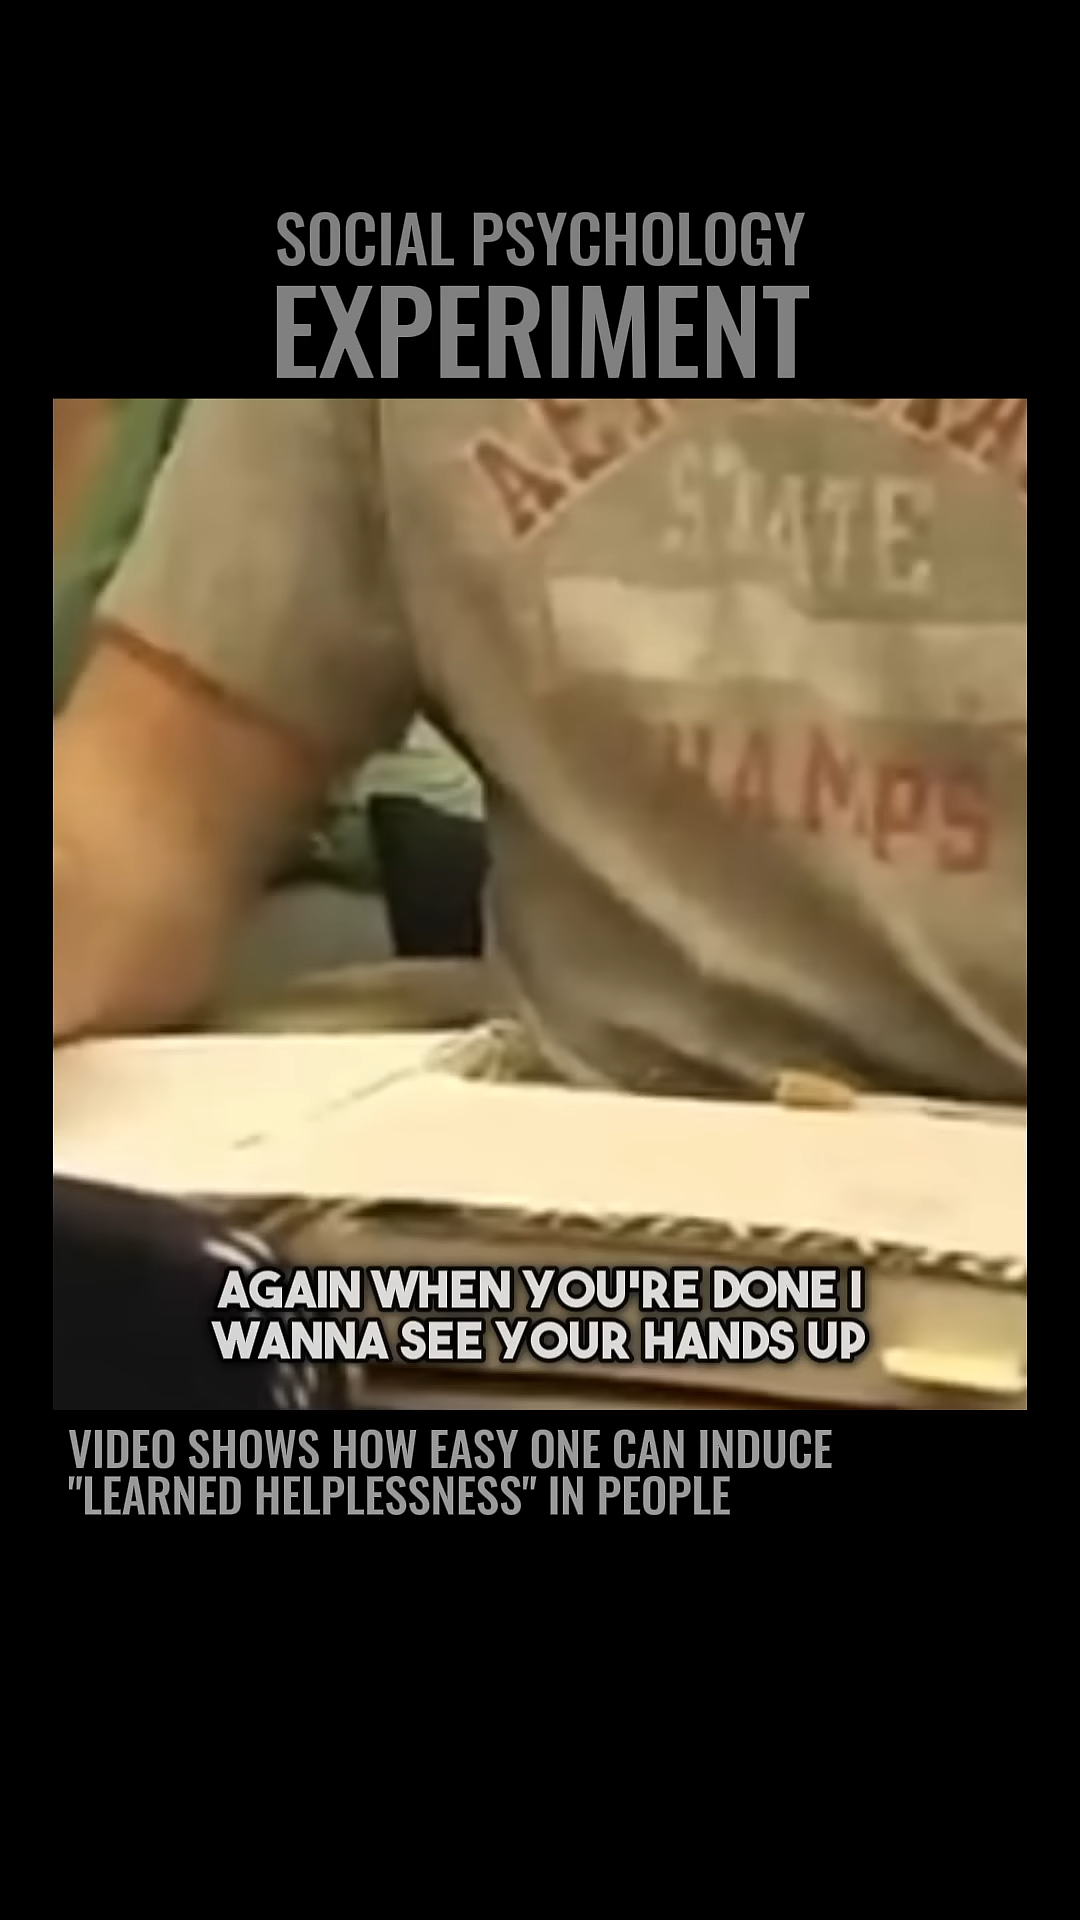 SOCIAL PSYCHOLOGY
EXPERIMENT
STATE
AGAIN WHEN YOU'RE DONE I
WANNA SEE YOUR HANDS UP
VIDEO SHOWS HOW EASY ONE CAN INDUCE
"LEARNED HELPLESSNESS" IN PEOPLE